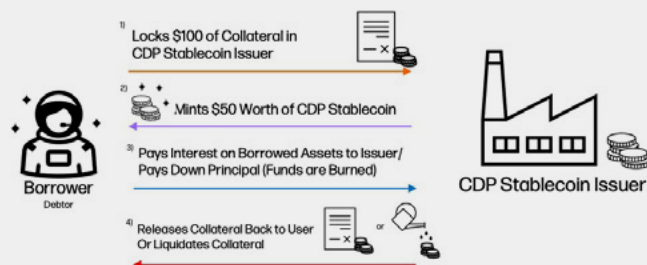 1) Locks $100 of Collateral in
CDP Stablecoin Issuer
2) Mints $50 Worth of CDP Stablecoin
3) Pays Interest on Borrowed Assets to Issuer/
Pays Down Principal (Funds are Burned)
Borrower
Debtor
CDP Stablecoin Issuer
4) Releases Collateral Back to User
Or Liquidates Collateral
or